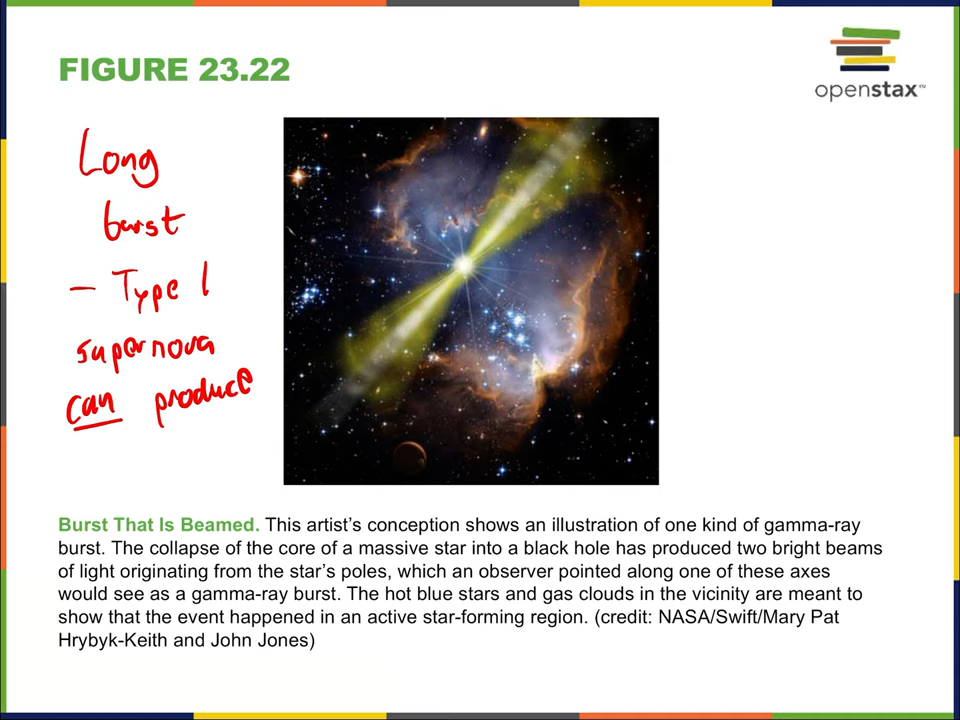 FIGURE 23.22
openstax™
Long
burst
- Type I
supernova
can produce
Burst That Is Beamed. This artist's conception shows an illustration of one kind of gamma-ray
burst. The collapse of the core of a massive star into a black hole has produced two bright beams
of light originating from the star's poles, which an observer pointed along one of these axes
would see as a gamma-ray burst. The hot blue stars and gas clouds in the vicinity are meant to
show that the event happened in an active star-forming region. (credit: NASA/Swift/Mary Pat
Hrybyk-Keith and John Jones)